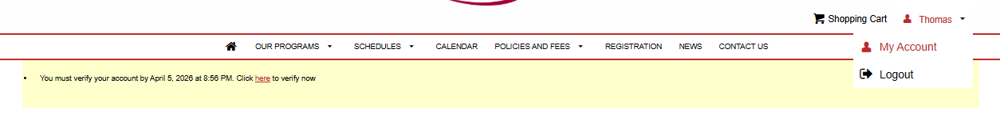 Shopping Cart Thomas
OUR PROGRAMS SCHEDULES CALENDAR POLICIES AND FEES REGISTRATION NEWS CONTACT US
My Account
Logout
You must verify your account by April 5, 2026 at 8:56 PM. Click here to verify now